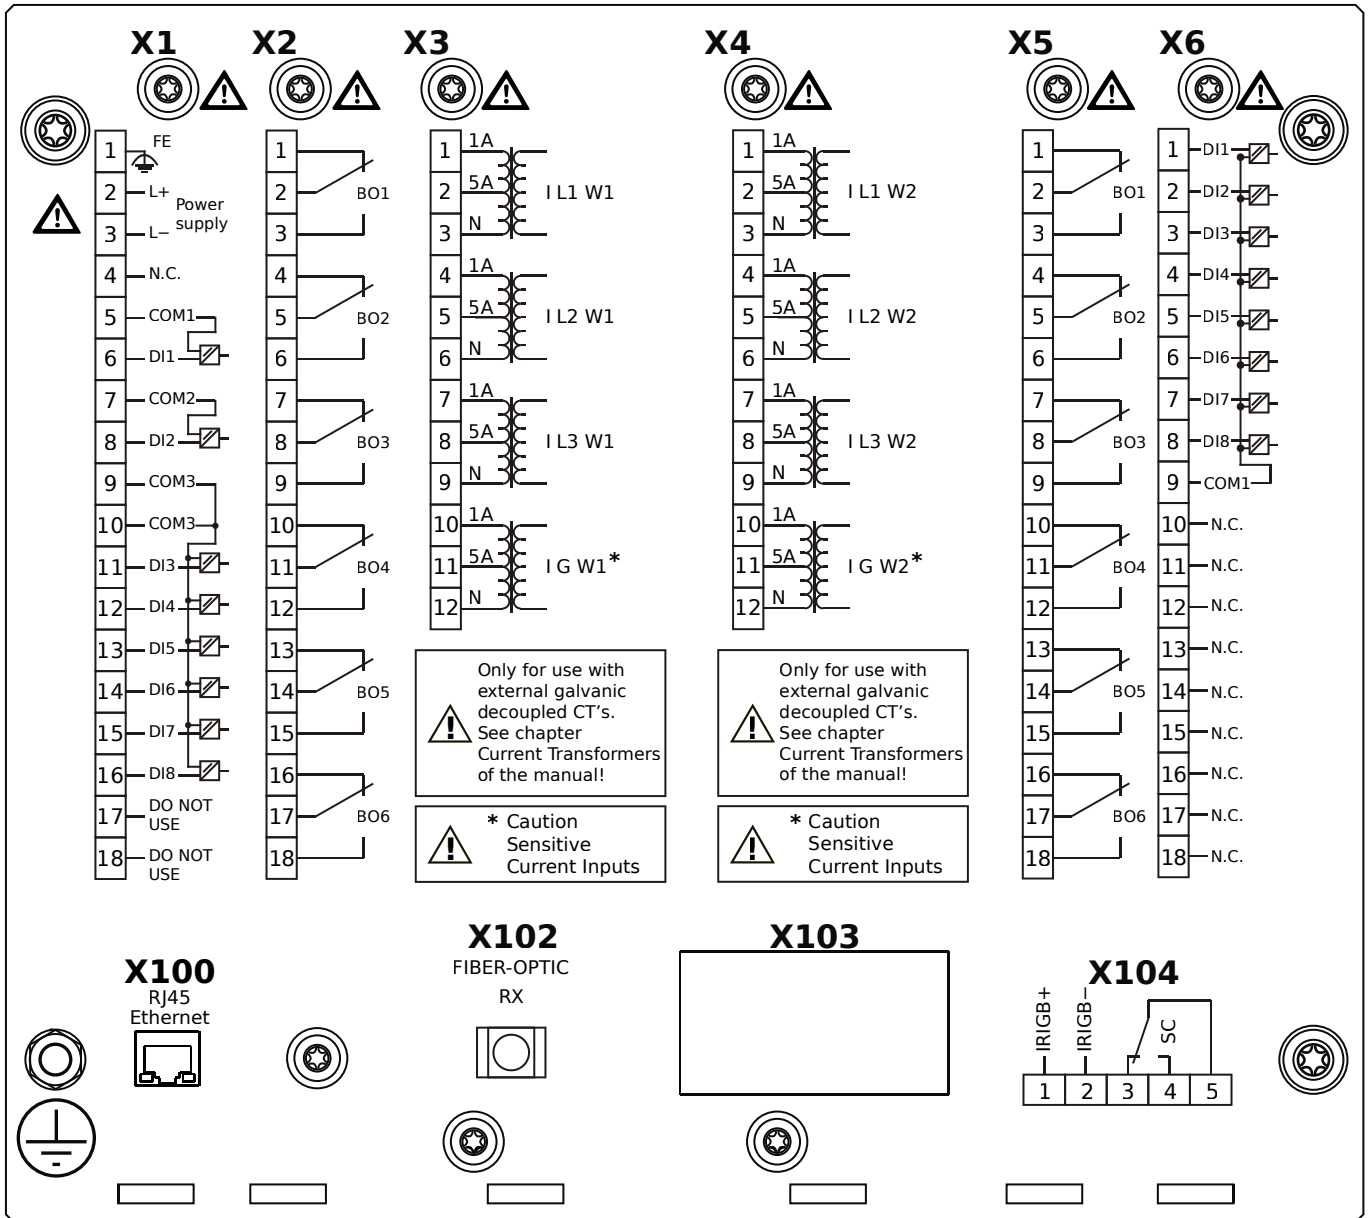 X1
X2
X3
X4
X5
X6
1 FE
2 L+
Power
supply
3 L−
4 N.C.
5 COM1
6 DI1
7 COM2
8 DI2
9 COM3
10 COM3
11 DI3
12 DI4
13 DI5
14 DI6
15 DI7
16 DI8
17 DO NOT
USE
18 DO NOT
USE
1
2 BO1
3
4
5 BO2
6
7
8 BO3
9
10
11 BO4
12
13
14 BO5
15
16
17 BO6
18
1 1A
2 5A I L1 W1
3 N
4 1A
5 5A I L2 W1
6 N
7 1A
8 5A I L3 W1
9 N
10 1A
11 5A I G W1*
12 N
Only for use with
external galvanic
decoupled CT's.
See chapter
Current Transformers
of the manual!
* Caution
Sensitive
Current Inputs
1 1A
2 5A I L1 W2
3 N
4 1A
5 5A I L2 W2
6 N
7 1A
8 5A I L3 W2
9 N
10 1A
11 5A I G W2*
12 N
Only for use with
external galvanic
decoupled CT's.
See chapter
Current Transformers
of the manual!
* Caution
Sensitive
Current Inputs
1
2 BO1
3
4
5 BO2
6
7
8 BO3
9
10
11 BO4
12
13
14 BO5
15
16
17 BO6
18
1 DI1
2 DI2
3 DI3
4 DI4
5 DI5
6 DI6
7 DI7
8 DI8
9 COM1
10 N.C.
11 N.C.
12 N.C.
13 N.C.
14 N.C.
15 N.C.
16 N.C.
17 N.C.
18 N.C.
X100
RJ45
Ethernet
X102
FIBER-OPTIC
RX
X103
X104
IRIGB+
IRIGB−
SC
1 2 3 4 5